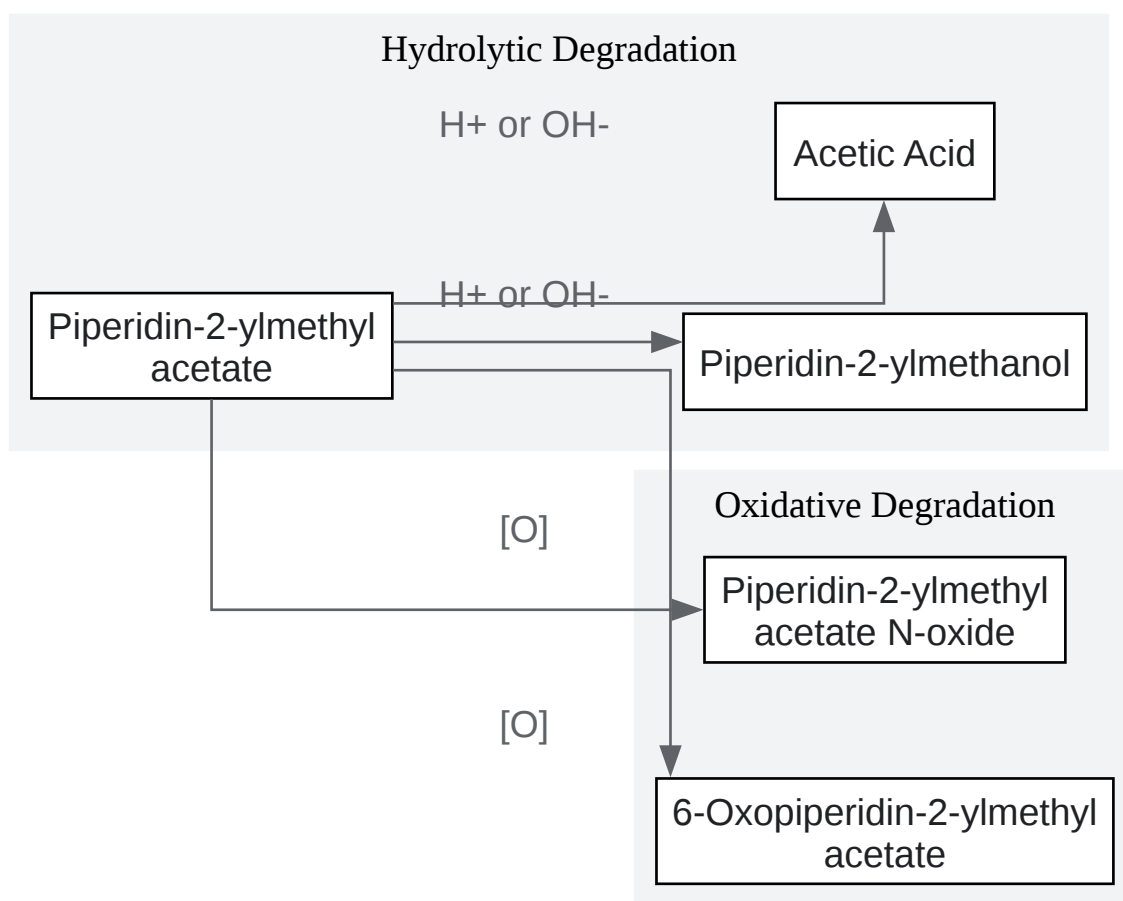 Hydrolytic Degradation
H+ or OH-
Acetic Acid
H+ or OH-
Piperidin-2-ylmethyl
acetate
Piperidin-2-ylmethanol
Oxidative Degradation
[O]
Piperidin-2-ylmethyl
acetate N-oxide
[O]
6-Oxopiperidin-2-ylmethyl
acetate